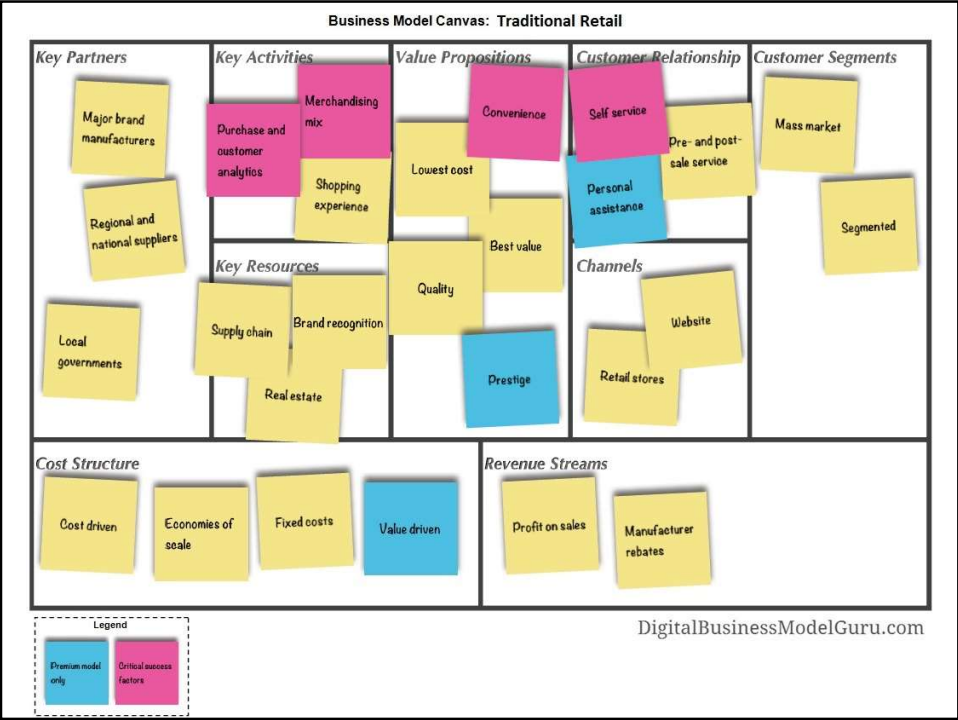 Business Model Canvas: Traditional Retail
Key Partners
Major brand
manufacturers
Regional and
national suppliers
Local
governments
Key Activities
Merchandising
mix
Purchase and
customer
analytics
Shopping
experience
Key Resources
Supply chain
Brand recognition
Real estate
Value Propositions
Convenience
Lowest cost
Best value
Quality
Prestige
Customer Relationship
Self service
Pre- and post-
sale service
Personal
assistance
Channels
Website
Retail stores
Customer Segments
Mass market
Segmented
Cost Structure
Cost driven
Economies of
scale
Fixed costs
Value driven
Revenue Streams
Profit on sales
Manufacturer
rebates
Legend
Premium model
only
Critical success
factors
DigitalBusinessModelGuru.com